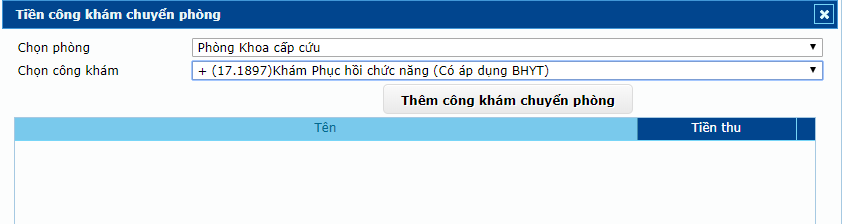 Tiền công khám chuyển phòng
Chọn phòng Phòng Khoa cấp cứu
Chọn công khám + (17.1897)Khám Phục hồi chức năng (Có áp dụng BHYT)
Thêm công khám chuyển phòng
Tên Tiền thu